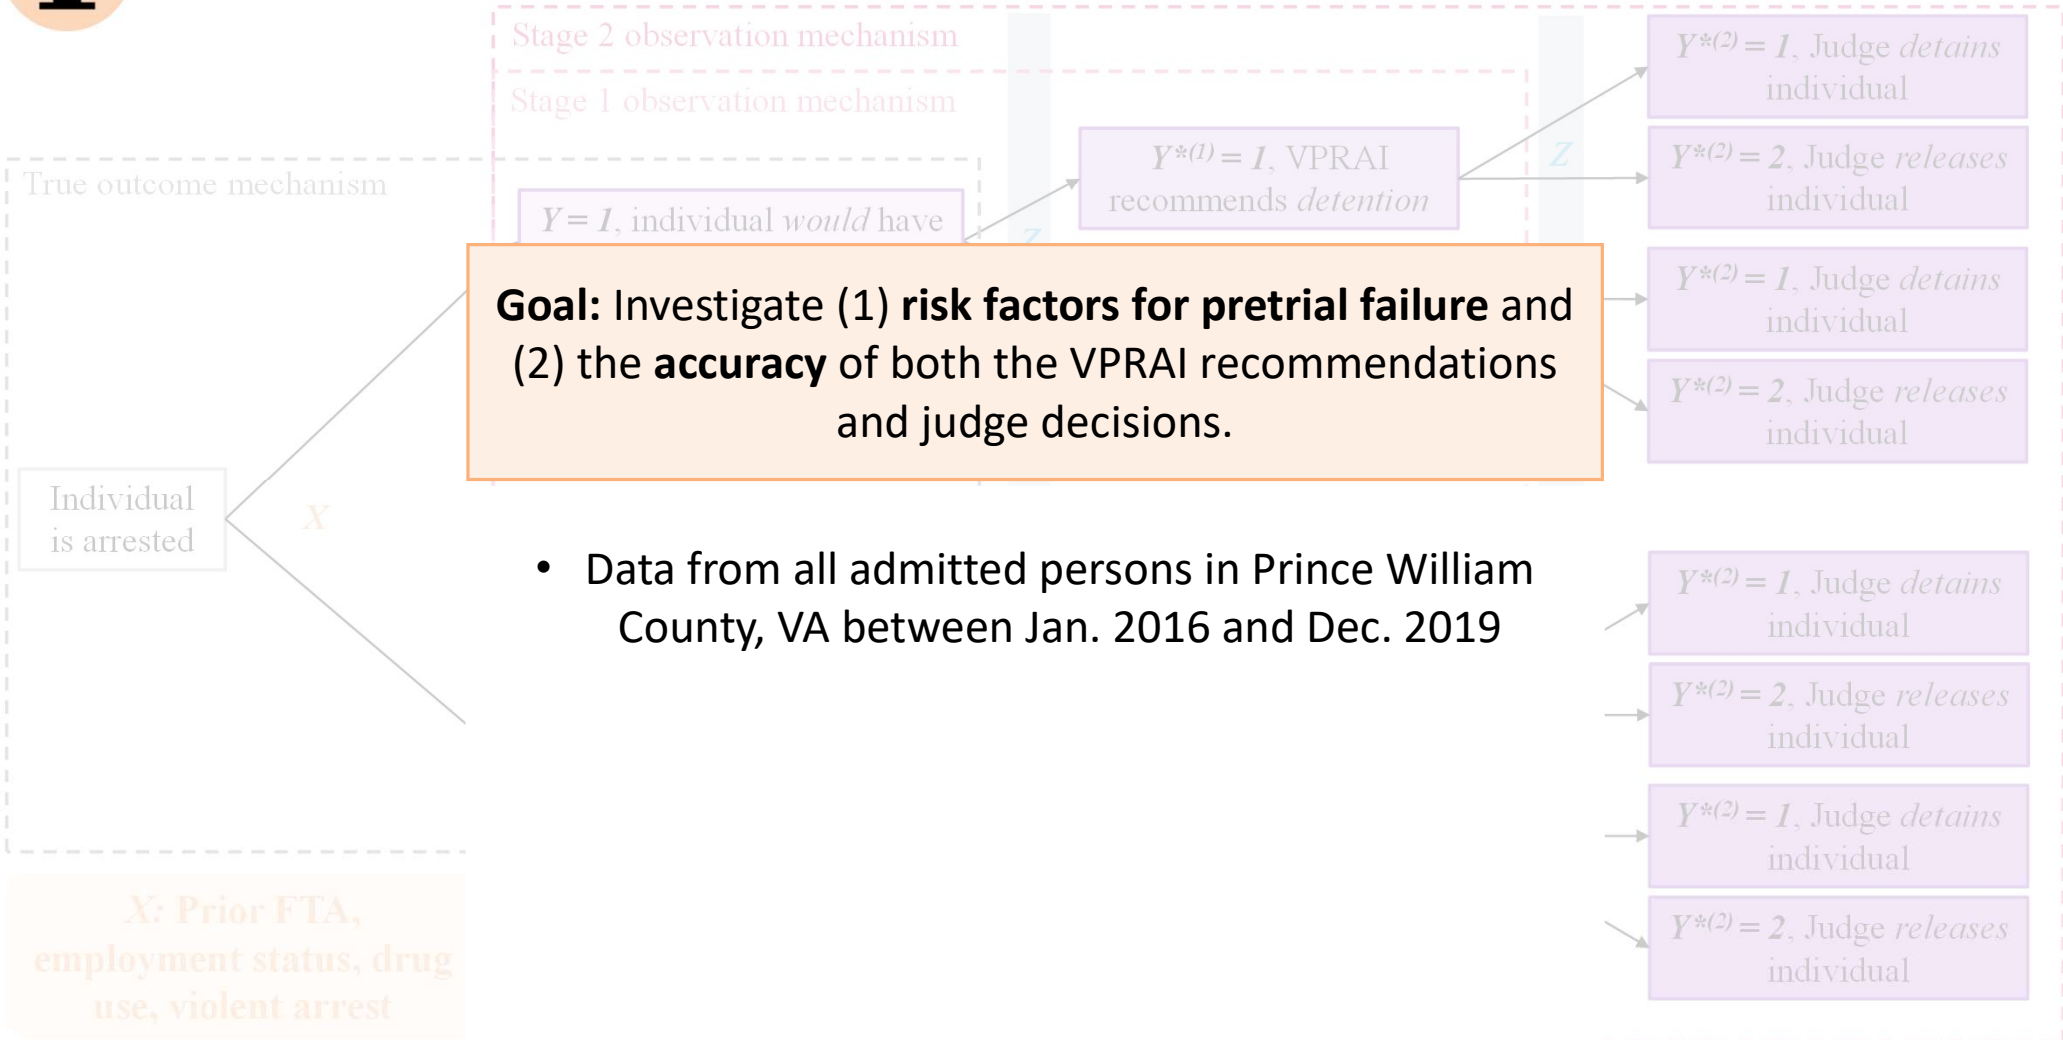 Stage 2 observation mechanism
Stage 1 observation mechanism
True outcome mechanism
Y = 1, individual would have
Z
Y*(1) = 1, VPRAI
recommends detention
Z
Y*(2) = 1, Judge detains
individual
Y*(2) = 2, Judge releases
individual
Y*(2) = 1, Judge detains
individual
Y*(2) = 2, Judge releases
individual
Goal: Investigate (1) risk factors for pretrial failure and
(2) the accuracy of both the VPRAI recommendations
and judge decisions.
Individual
is arrested
X
• Data from all admitted persons in Prince William
County, VA between Jan. 2016 and Dec. 2019
Y*(2) = 1, Judge detains
individual
Y*(2) = 2, Judge releases
individual
Y*(2) = 1, Judge detains
individual
Y*(2) = 2, Judge releases
individual
X: Prior FTA,
employment status, drug
use, violent arrest